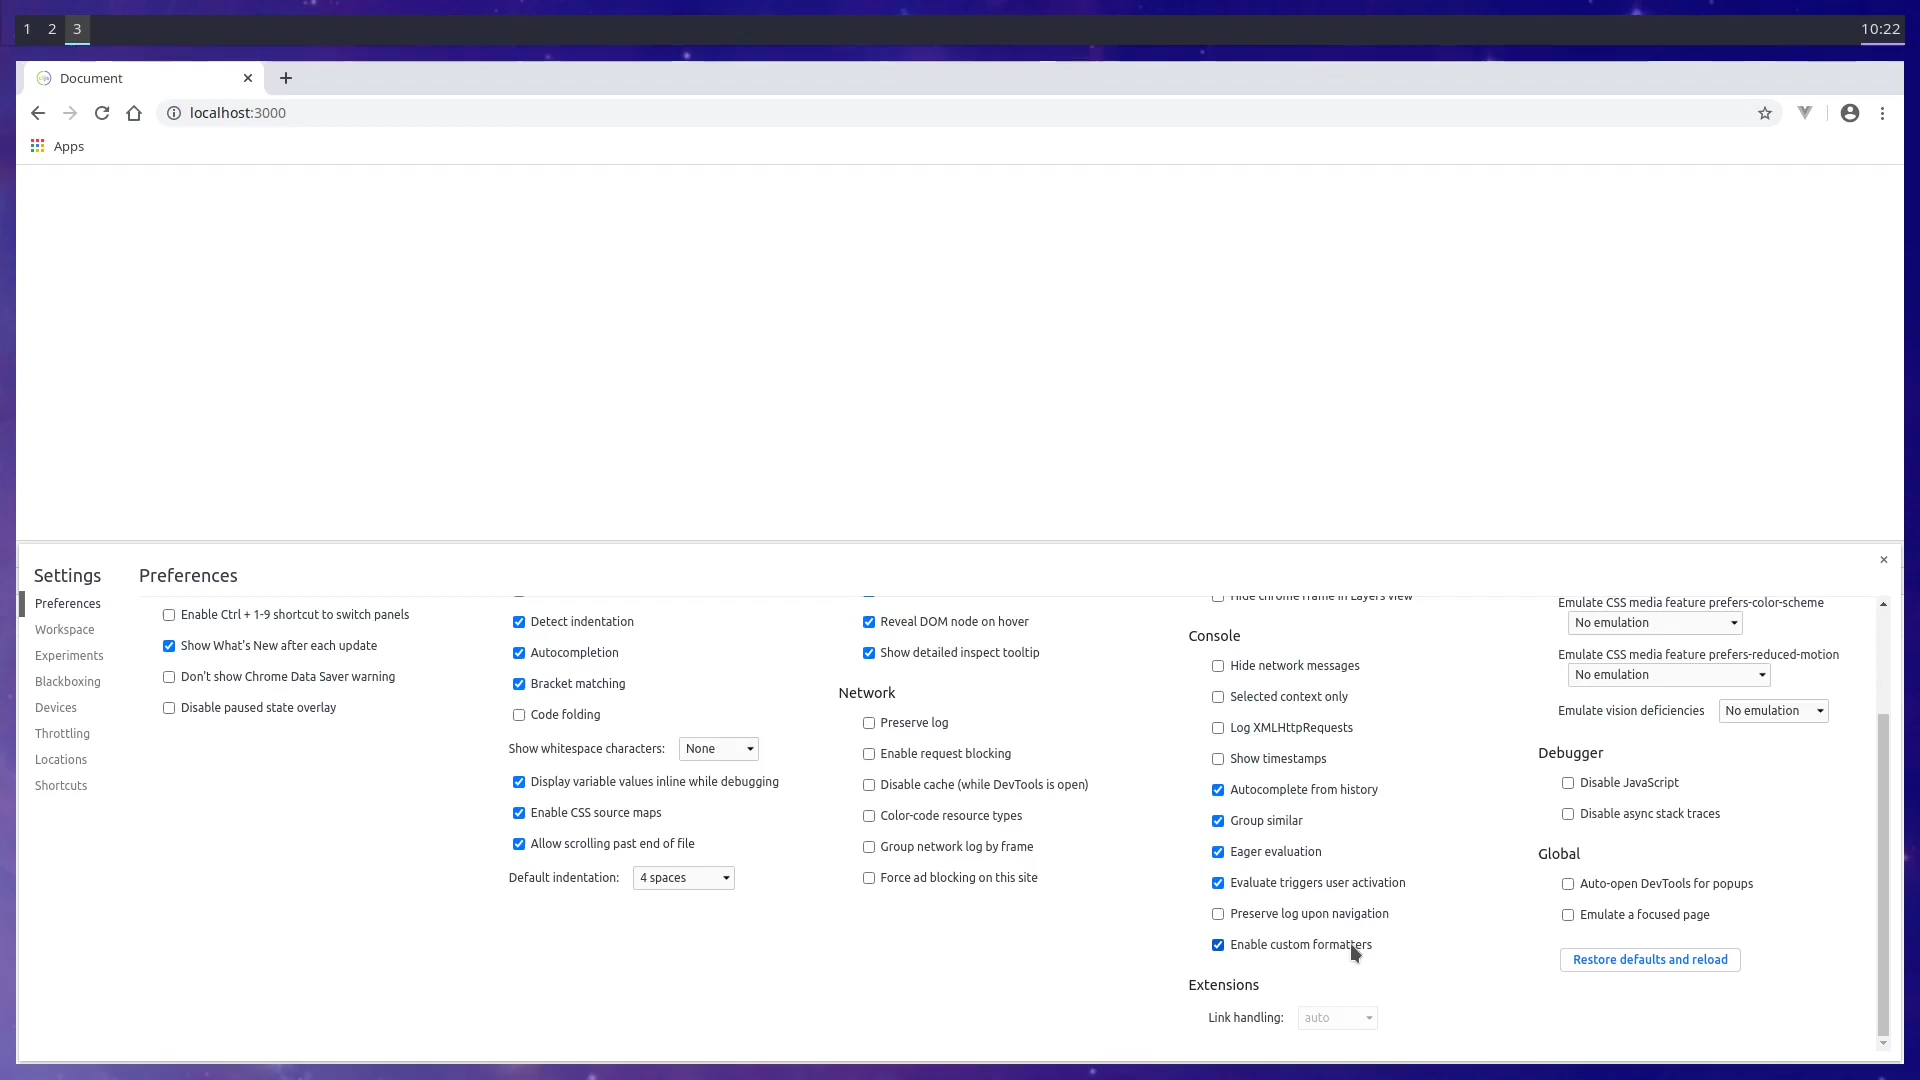 1 2 3
10:22
Document
localhost:3000
Apps
Settings
Preferences
Workspace
Experiments
Blackboxing
Devices
Throttling
Locations
Shortcuts
Preferences
Enable Ctrl + 1-9 shortcut to switch panels
Show What's New after each update
Don't show Chrome Data Saver warning
Disable paused state overlay
Detect indentation
Autocompletion
Bracket matching
Code folding
Show whitespace characters: None
Display variable values inline while debugging
Enable CSS source maps
Allow scrolling past end of file
Default indentation: 4 spaces
Reveal DOM node on hover
Show detailed inspect tooltip
Network
Preserve log
Enable request blocking
Disable cache (while DevTools is open)
Color-code resource types
Group network log by frame
Force ad blocking on this site
Hide chrome frame in Layers view
Console
Hide network messages
Selected context only
Log XMLHttpRequests
Show timestamps
Autocomplete from history
Group similar
Eager evaluation
Evaluate triggers user activation
Preserve log upon navigation
Enable custom formatters
Extensions
Link handling: auto
Emulate CSS media feature prefers-color-scheme
No emulation
Emulate CSS media feature prefers-reduced-motion
No emulation
Emulate vision deficiencies No emulation
Debugger
Disable JavaScript
Disable async stack traces
Global
Auto-open DevTools for popups
Emulate a focused page
Restore defaults and reload